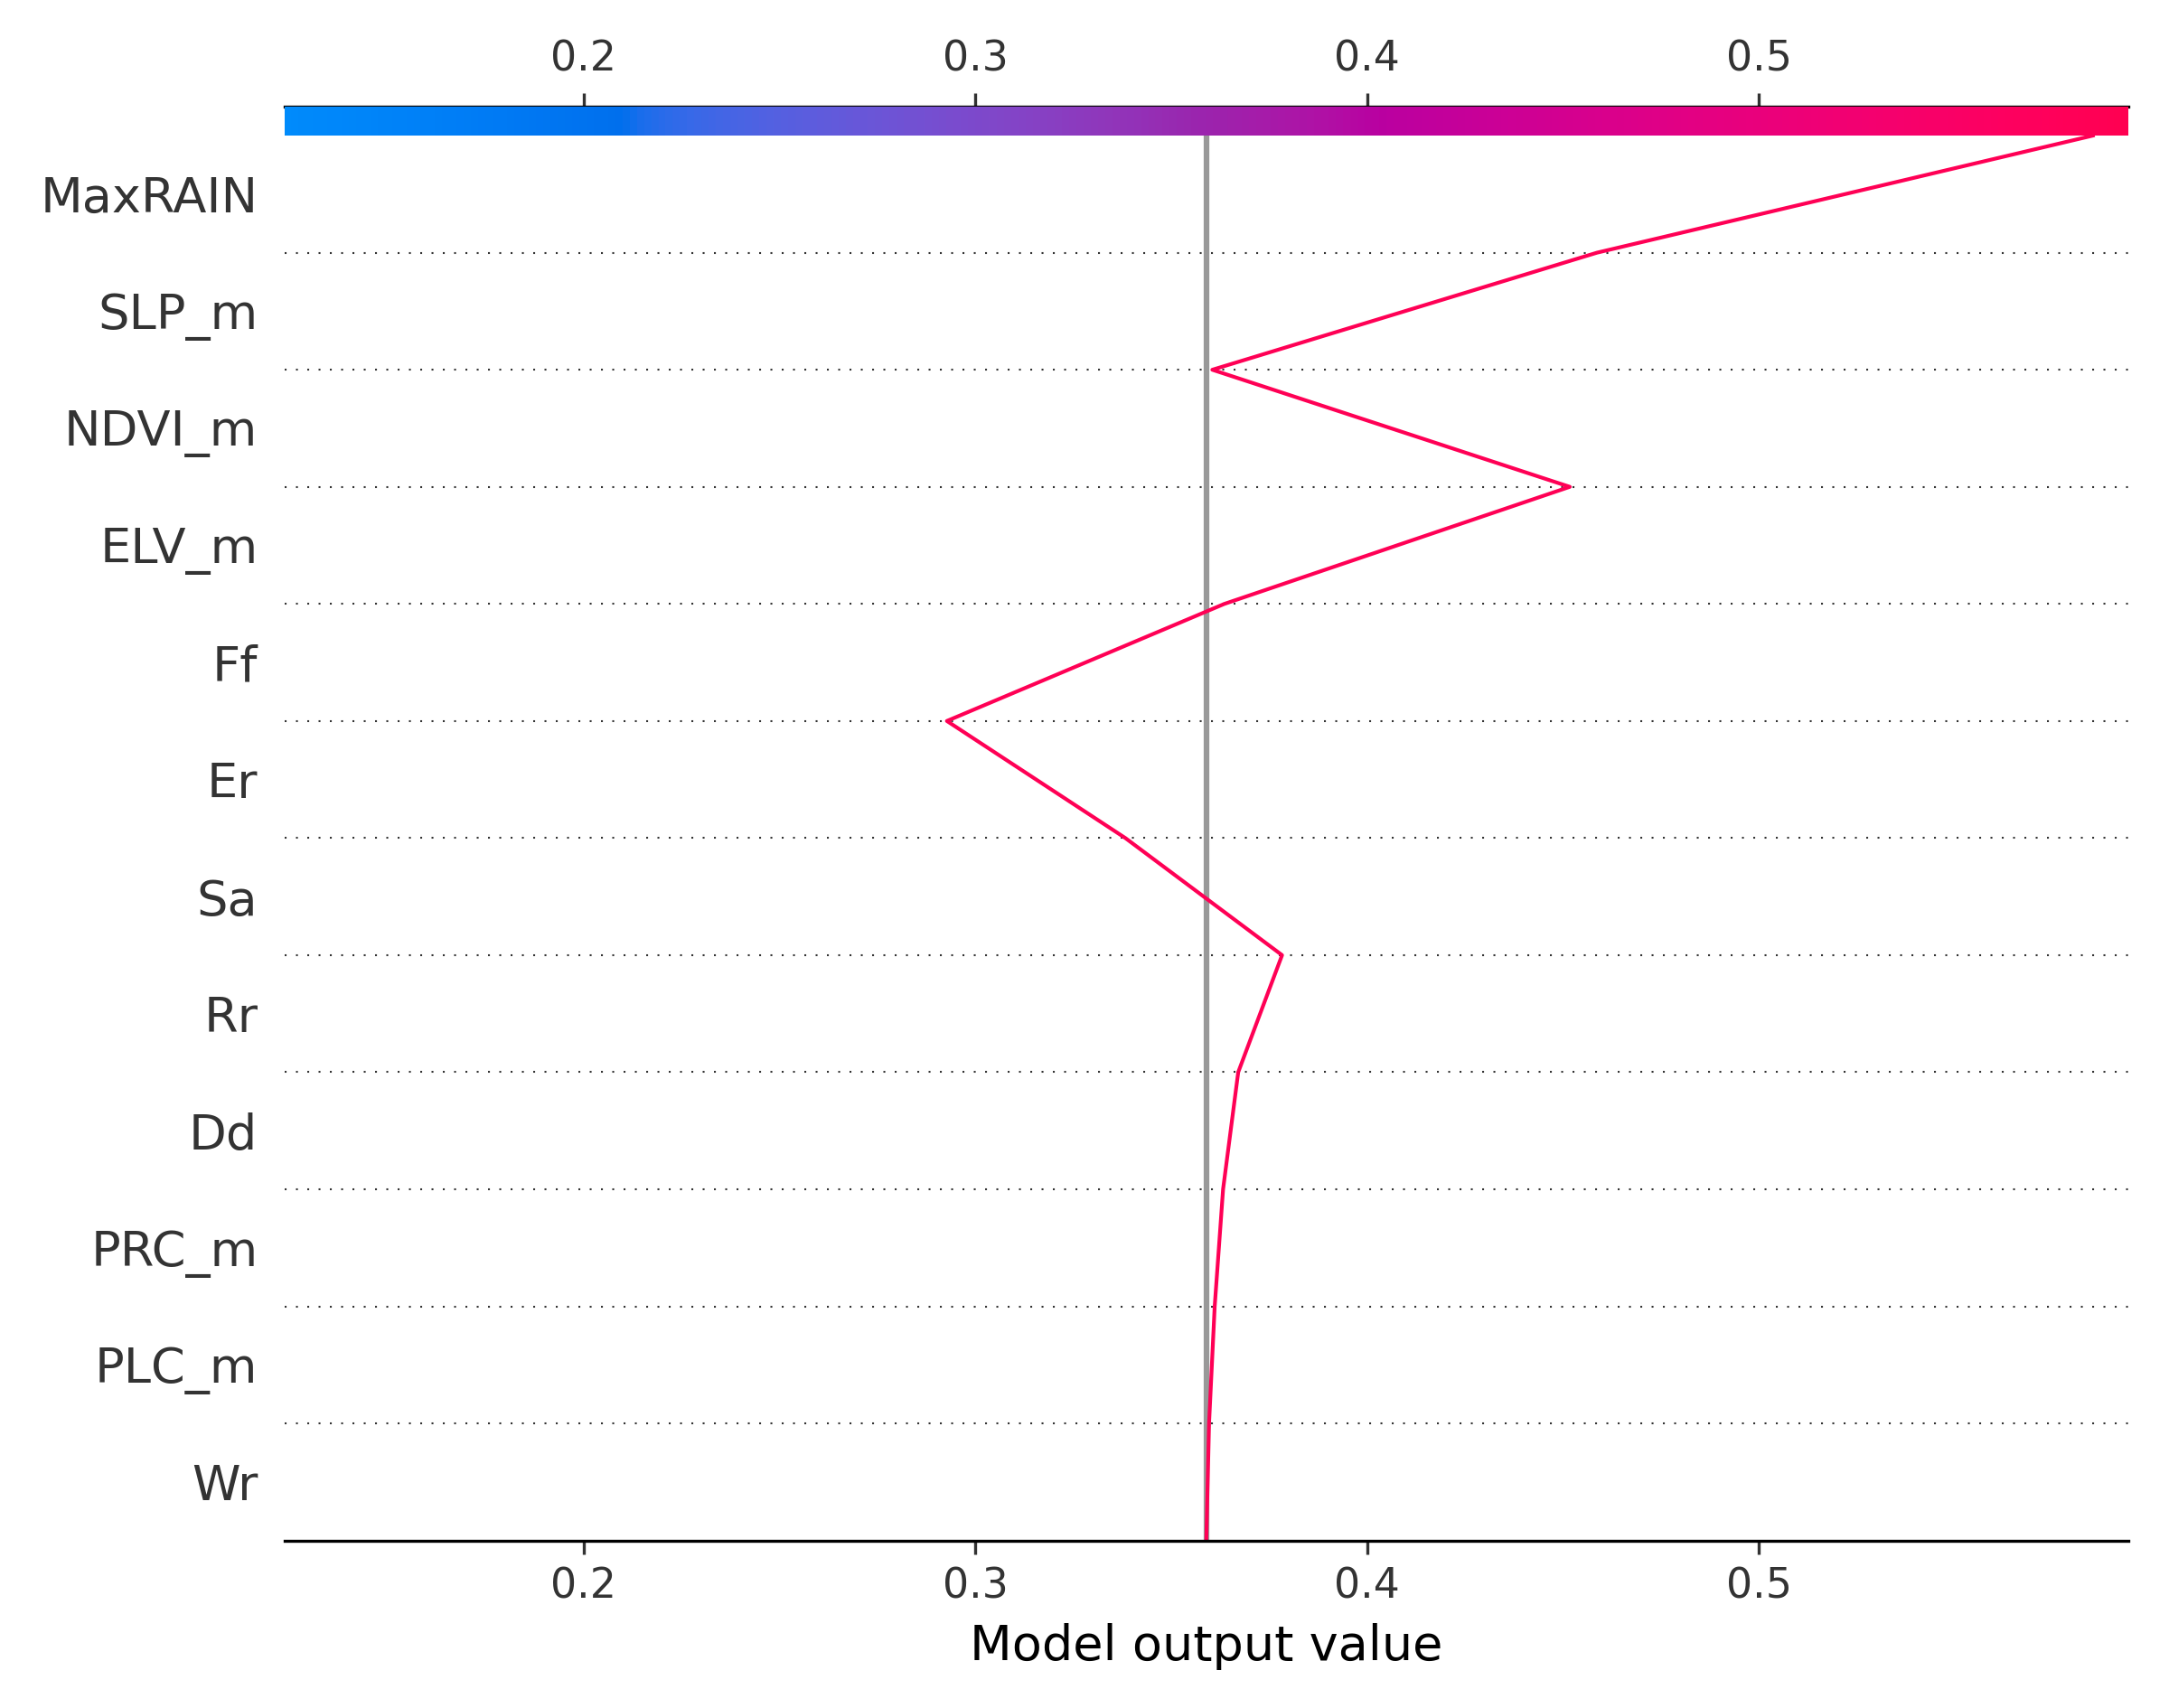 0.2 0.3 0.4 0.5
MaxRAIN
SLP_m
NDVI_m
ELV_m
Ff
Er
Sa
Rr
Dd
PRC_m
PLC_m
Wr
0.2 0.3 0.4 0.5
Model output value